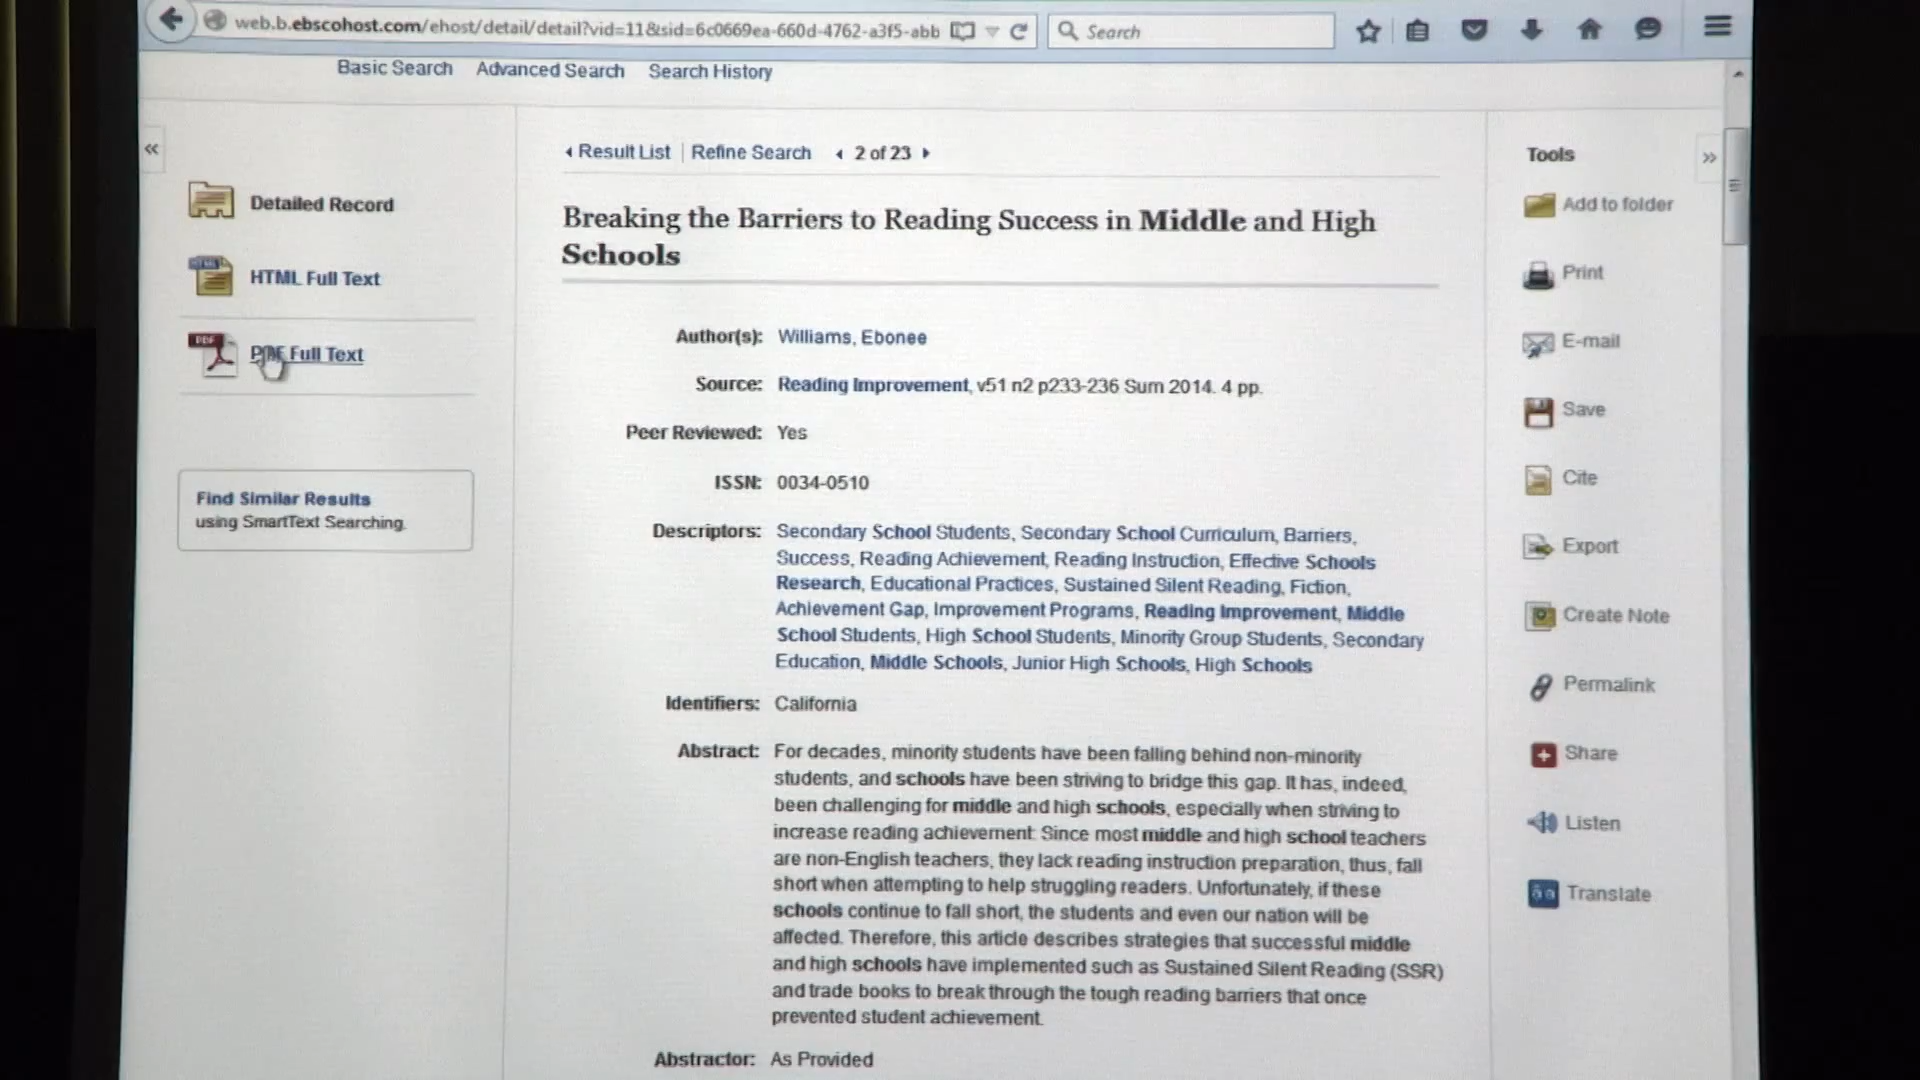 web.b.ebscohost.com/ehost/detail/detail?vid=11&sid=6c0669ea-660d-4762-a3f5-abb
Search
Basic Search Advanced Search Search History
Result List Refine Search 2 of 23
Detailed Record
HTML
HTML Full Text
PDF
PDF Full Text
Find Similar Results
using SmartText Searching.
Breaking the Barriers to Reading Success in Middle and High
Schools
Author(s): Williams, Ebonee
Source: Reading Improvement, v51 n2 p233-236 Sum 2014. 4 pp.
Peer Reviewed: Yes
ISSN: 0034-0510
Descriptors: Secondary School Students, Secondary School Curriculum, Barriers,
Success, Reading Achievement, Reading Instruction, Effective Schools
Research, Educational Practices, Sustained Silent Reading, Fiction,
Achievement Gap, Improvement Programs, Reading Improvement, Middle
School Students, High School Students, Minority Group Students, Secondary
Education, Middle Schools, Junior High Schools, High Schools
Identifiers: California
Abstract: For decades, minority students have been falling behind non-minority
students, and schools have been striving to bridge this gap. It has, indeed,
been challenging for middle and high schools, especially when striving to
increase reading achievement. Since most middle and high school teachers
are non-English teachers, they lack reading instruction preparation, thus, fall
short when attempting to help struggling readers. Unfortunately, if these
schools continue to fall short, the students and even our nation will be
affected. Therefore, this article describes strategies that successful middle
and high schools have implemented such as Sustained Silent Reading (SSR)
and trade books to break through the tough reading barriers that once
prevented student achievement.
Abstractor: As Provided
Tools
Add to folder
Print
E-mail
Save
Cite
Export
Create Note
Permalink
Share
Listen
Translate